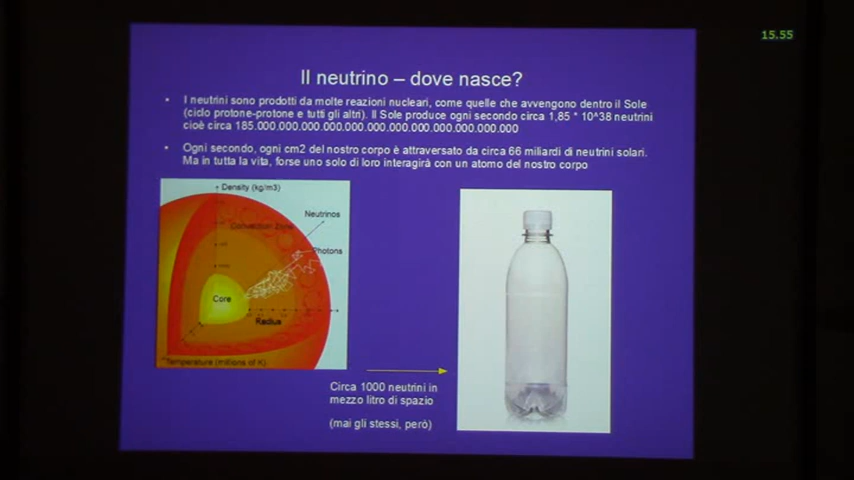 15.55
Il neutrino – dove nasce?
• I neutrini sono prodotti da molte reazioni nucleari, come quelle che avvengono dentro il Sole
(ciclo protone-protone e tutti gli altri). Il Sole produce ogni secondo circa 1,85 * 10^38 neutrini
cioè circa 185.000.000.000.000.000.000.000.000.000.000.000.000
• Ogni secondo, ogni cm2 del nostro corpo è attraversato da circa 66 miliardi di neutrini solari.
Ma in tutta la vita, forse uno solo di loro interagirà con un atomo del nostro corpo
Density (kg/m3)
Neutrinos
Convection Zone
Photons
Core
Radius
Temperature (millions of K)
Circa 1000 neutrini in
mezzo litro di spazio
(mai gli stessi, però)